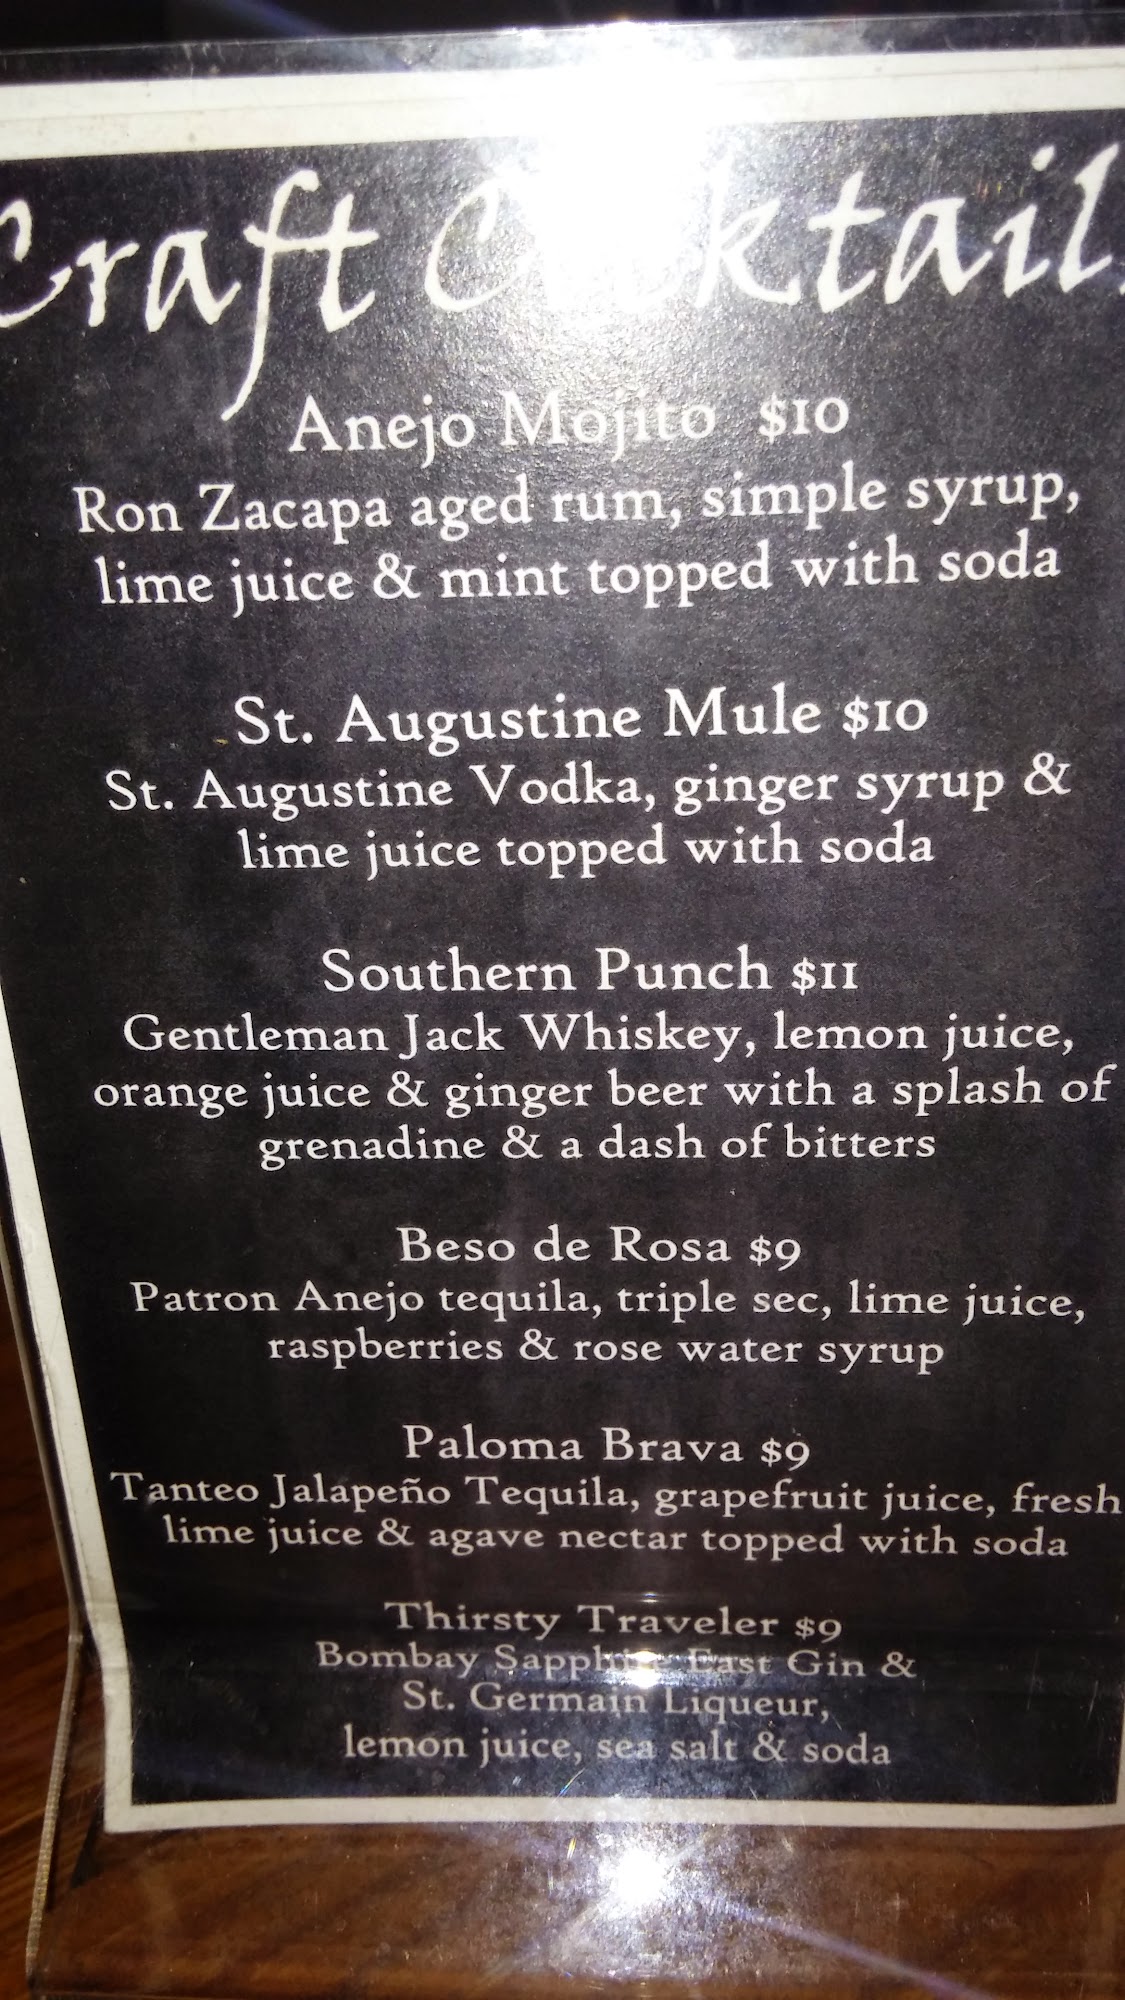 Craft Cocktails
Anejo Mojito $10
Ron Zacapa aged rum, simple syrup,
lime juice & mint topped with soda
St. Augustine Mule $10
St. Augustine Vodka, ginger syrup &
lime juice topped with soda
Southern Punch $11
Gentleman Jack Whiskey, lemon juice,
orange juice & ginger beer with a splash of
grenadine & a dash of bitters
Beso de Rosa $9
Patron Anejo tequila, triple sec, lime juice,
raspberries & rose water syrup
Paloma Brava $9
Tanteo Jalapeño Tequila, grapefruit juice, fresh
lime juice & agave nectar topped with soda
Thirsty Traveler $9
Bombay Sapphire East Gin &
St. Germain Liqueur,
lemon juice, sea salt & soda